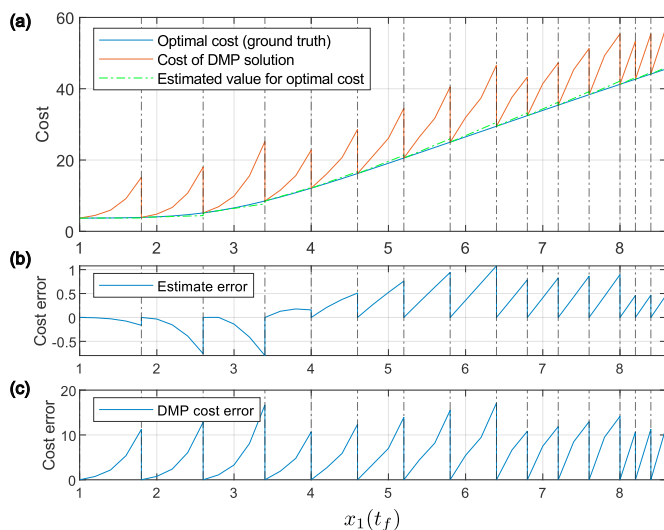 (a)
60
40
20
0
Cost
Optimal cost (ground truth)
Cost of DMP solution
Estimated value for optimal cost
1 2 3 4 5 6 7 8
(b)
1
0.5
0
-0.5
Cost error
Estimate error
1 2 3 4 5 6 7 8
(c)
20
10
0
Cost error
DMP cost error
1 2 3 4 5 6 7 8
x₁(t_f)